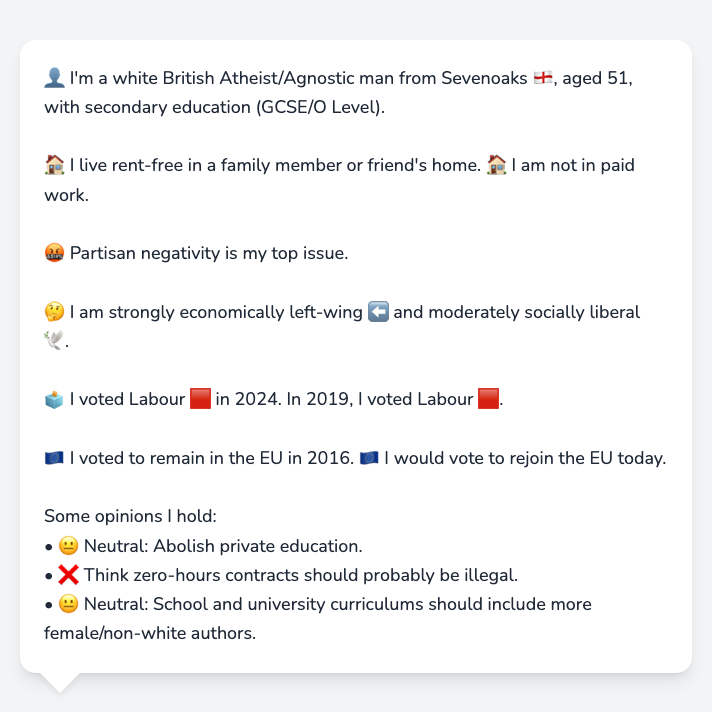 👤 I'm a white British Atheist/Agnostic man from Sevenoaks 🏴󠁧󠁢󠁥󠁮󠁧󠁿, aged 51,
with secondary education (GCSE/O Level).
🏠 I live rent-free in a family member or friend's home. 🏠 I am not in paid
work.
🤬 Partisan negativity is my top issue.
🤔 I am strongly economically left-wing ⬅️ and moderately socially liberal
🕊️.
🗳️ I voted Labour 🟥 in 2024. In 2019, I voted Labour 🟥.
🇪🇺 I voted to remain in the EU in 2016. 🇪🇺 I would vote to rejoin the EU today.
Some opinions I hold:
• 😐 Neutral: Abolish private education.
• ❌ Think zero-hours contracts should probably be illegal.
• 😐 Neutral: School and university curriculums should include more
female/non-white authors.